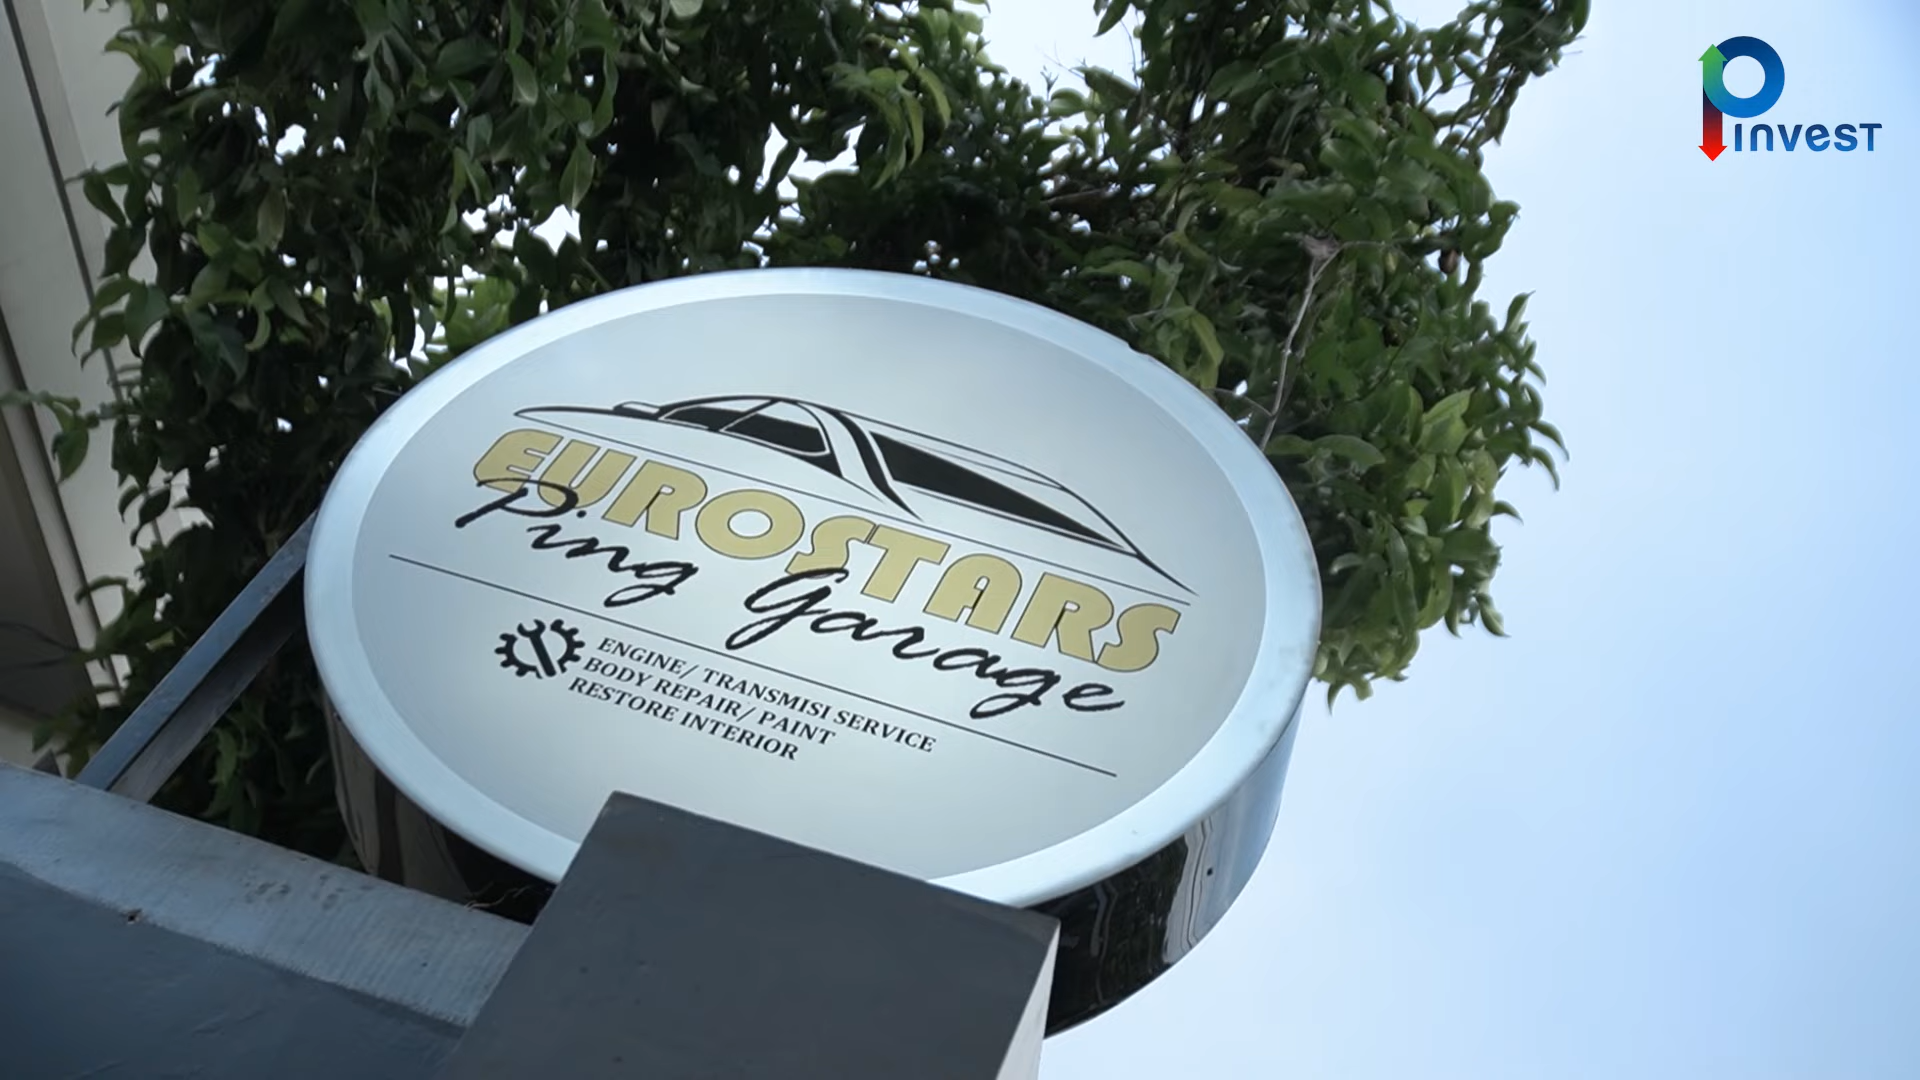 P INVEST
EUROSTARS
Ping Garage
ENGINE/ TRANSMISI SERVICE
BODY REPAIR/ PAINT
RESTORE INTERIOR